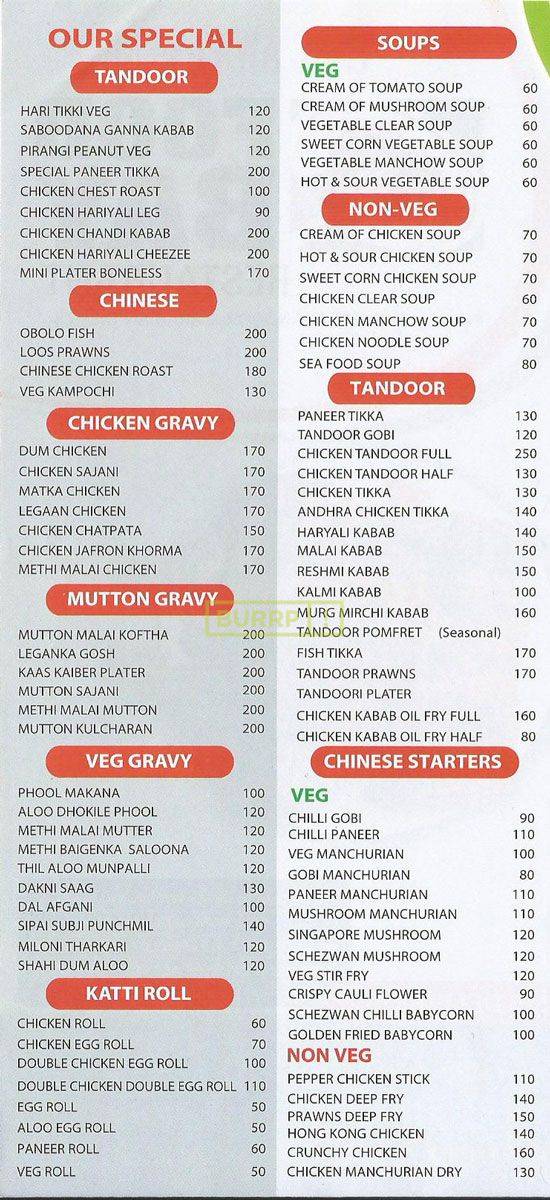 OUR SPECIAL
TANDOOR
HARI TIKKI VEG 120
SABOODANA GANNA KABAB 120
PIRANGI PEANUT VEG 120
SPECIAL PANEER TIKKA 200
CHICKEN CHEST ROAST 100
CHICKEN HARIYALI LEG 90
CHICKEN CHANDI KABAB 200
CHICKEN HARIYALI CHEEZEE 200
MINI PLATER BONELESS 170
CHINESE
OBOLO FISH 200
LOOS PRAWNS 200
CHINESE CHICKEN ROAST 180
VEG KAMPOCHI 130
CHICKEN GRAVY
DUM CHICKEN 170
CHICKEN SAJANI 170
MATKA CHICKEN 170
LEGAAN CHICKEN 170
CHICKEN CHATPATA 150
CHICKEN JAFRON KHORMA 170
METHI MALAI CHICKEN 170
MUTTON GRAVY
MUTTON MALAI KOFTHA 200
LEGANKA GOSH 200
KAAS KAIBER PLATER 200
MUTTON SAJANI 200
METHI MALAI MUTTON 200
MUTTON KULCHARAN 200
VEG GRAVY
PHOOL MAKANA 100
ALOO DHOKILE PHOOL 120
METHI MALAI MUTTER 120
METHI BAIGENKA SALOONA 120
THIL ALOO MUNPALLI 120
DAKNI SAAG 130
DAL AFGANI 100
SIPAI SUBJI PUNCHMIL 140
MILONI THARKARI 120
SHAHI DUM ALOO 120
KATTI ROLL
CHICKEN ROLL 60
CHICKEN EGG ROLL 70
DOUBLE CHICKEN EGG ROLL 100
DOUBLE CHICKEN DOUBLE EGG ROLL 110
EGG ROLL 50
ALOO EGG ROLL 50
PANEER ROLL 60
VEG ROLL 50
SOUPS
VEG
CREAM OF TOMATO SOUP 60
CREAM OF MUSHROOM SOUP 60
VEGETABLE CLEAR SOUP 60
SWEET CORN VEGETABLE SOUP 60
VEGETABLE MANCHOW SOUP 60
HOT & SOUR VEGETABLE SOUP 60
NON-VEG
CREAM OF CHICKEN SOUP 70
HOT & SOUR CHICKEN SOUP 70
SWEET CORN CHICKEN SOUP 70
CHICKEN CLEAR SOUP 60
CHICKEN MANCHOW SOUP 70
CHICKEN NOODLE SOUP 70
SEA FOOD SOUP 80
TANDOOR
PANEER TIKKA 130
TANDOOR GOBI 120
CHICKEN TANDOOR FULL 250
CHICKEN TANDOOR HALF 130
CHICKEN TIKKA 130
ANDHRA CHICKEN TIKKA 140
HARYALI KABAB 140
MALAI KABAB 150
RESHMI KABAB 150
KALMI KABAB 100
MURG MIRCHI KABAB 160
TANDOOR POMFRET (Seasonal)
FISH TIKKA 170
TANDOOR PRAWNS 170
TANDOORI PLATER
CHICKEN KABAB OIL FRY FULL 160
CHICKEN KABAB OIL FRY HALF 80
CHINESE STARTERS
VEG
CHILLI GOBI 90
CHILLI PANEER 110
VEG MANCHURIAN 100
GOBI MANCHURIAN 80
PANEER MANCHURIAN 110
MUSHROOM MANCHURIAN 110
SINGAPORE MUSHROOM 120
SCHEZWAN MUSHROOM 120
VEG STIR FRY 120
CRISPY CAULI FLOWER 90
SCHEZWAN CHILLI BABYCORN 100
GOLDEN FRIED BABYCORN 100
NON VEG
PEPPER CHICKEN STICK 110
CHICKEN DEEP FRY 140
PRAWNS DEEP FRY 150
HONG KONG CHICKEN 140
CRUNCHY CHICKEN 160
CHICKEN MANCHURIAN DRY 130
BURRP